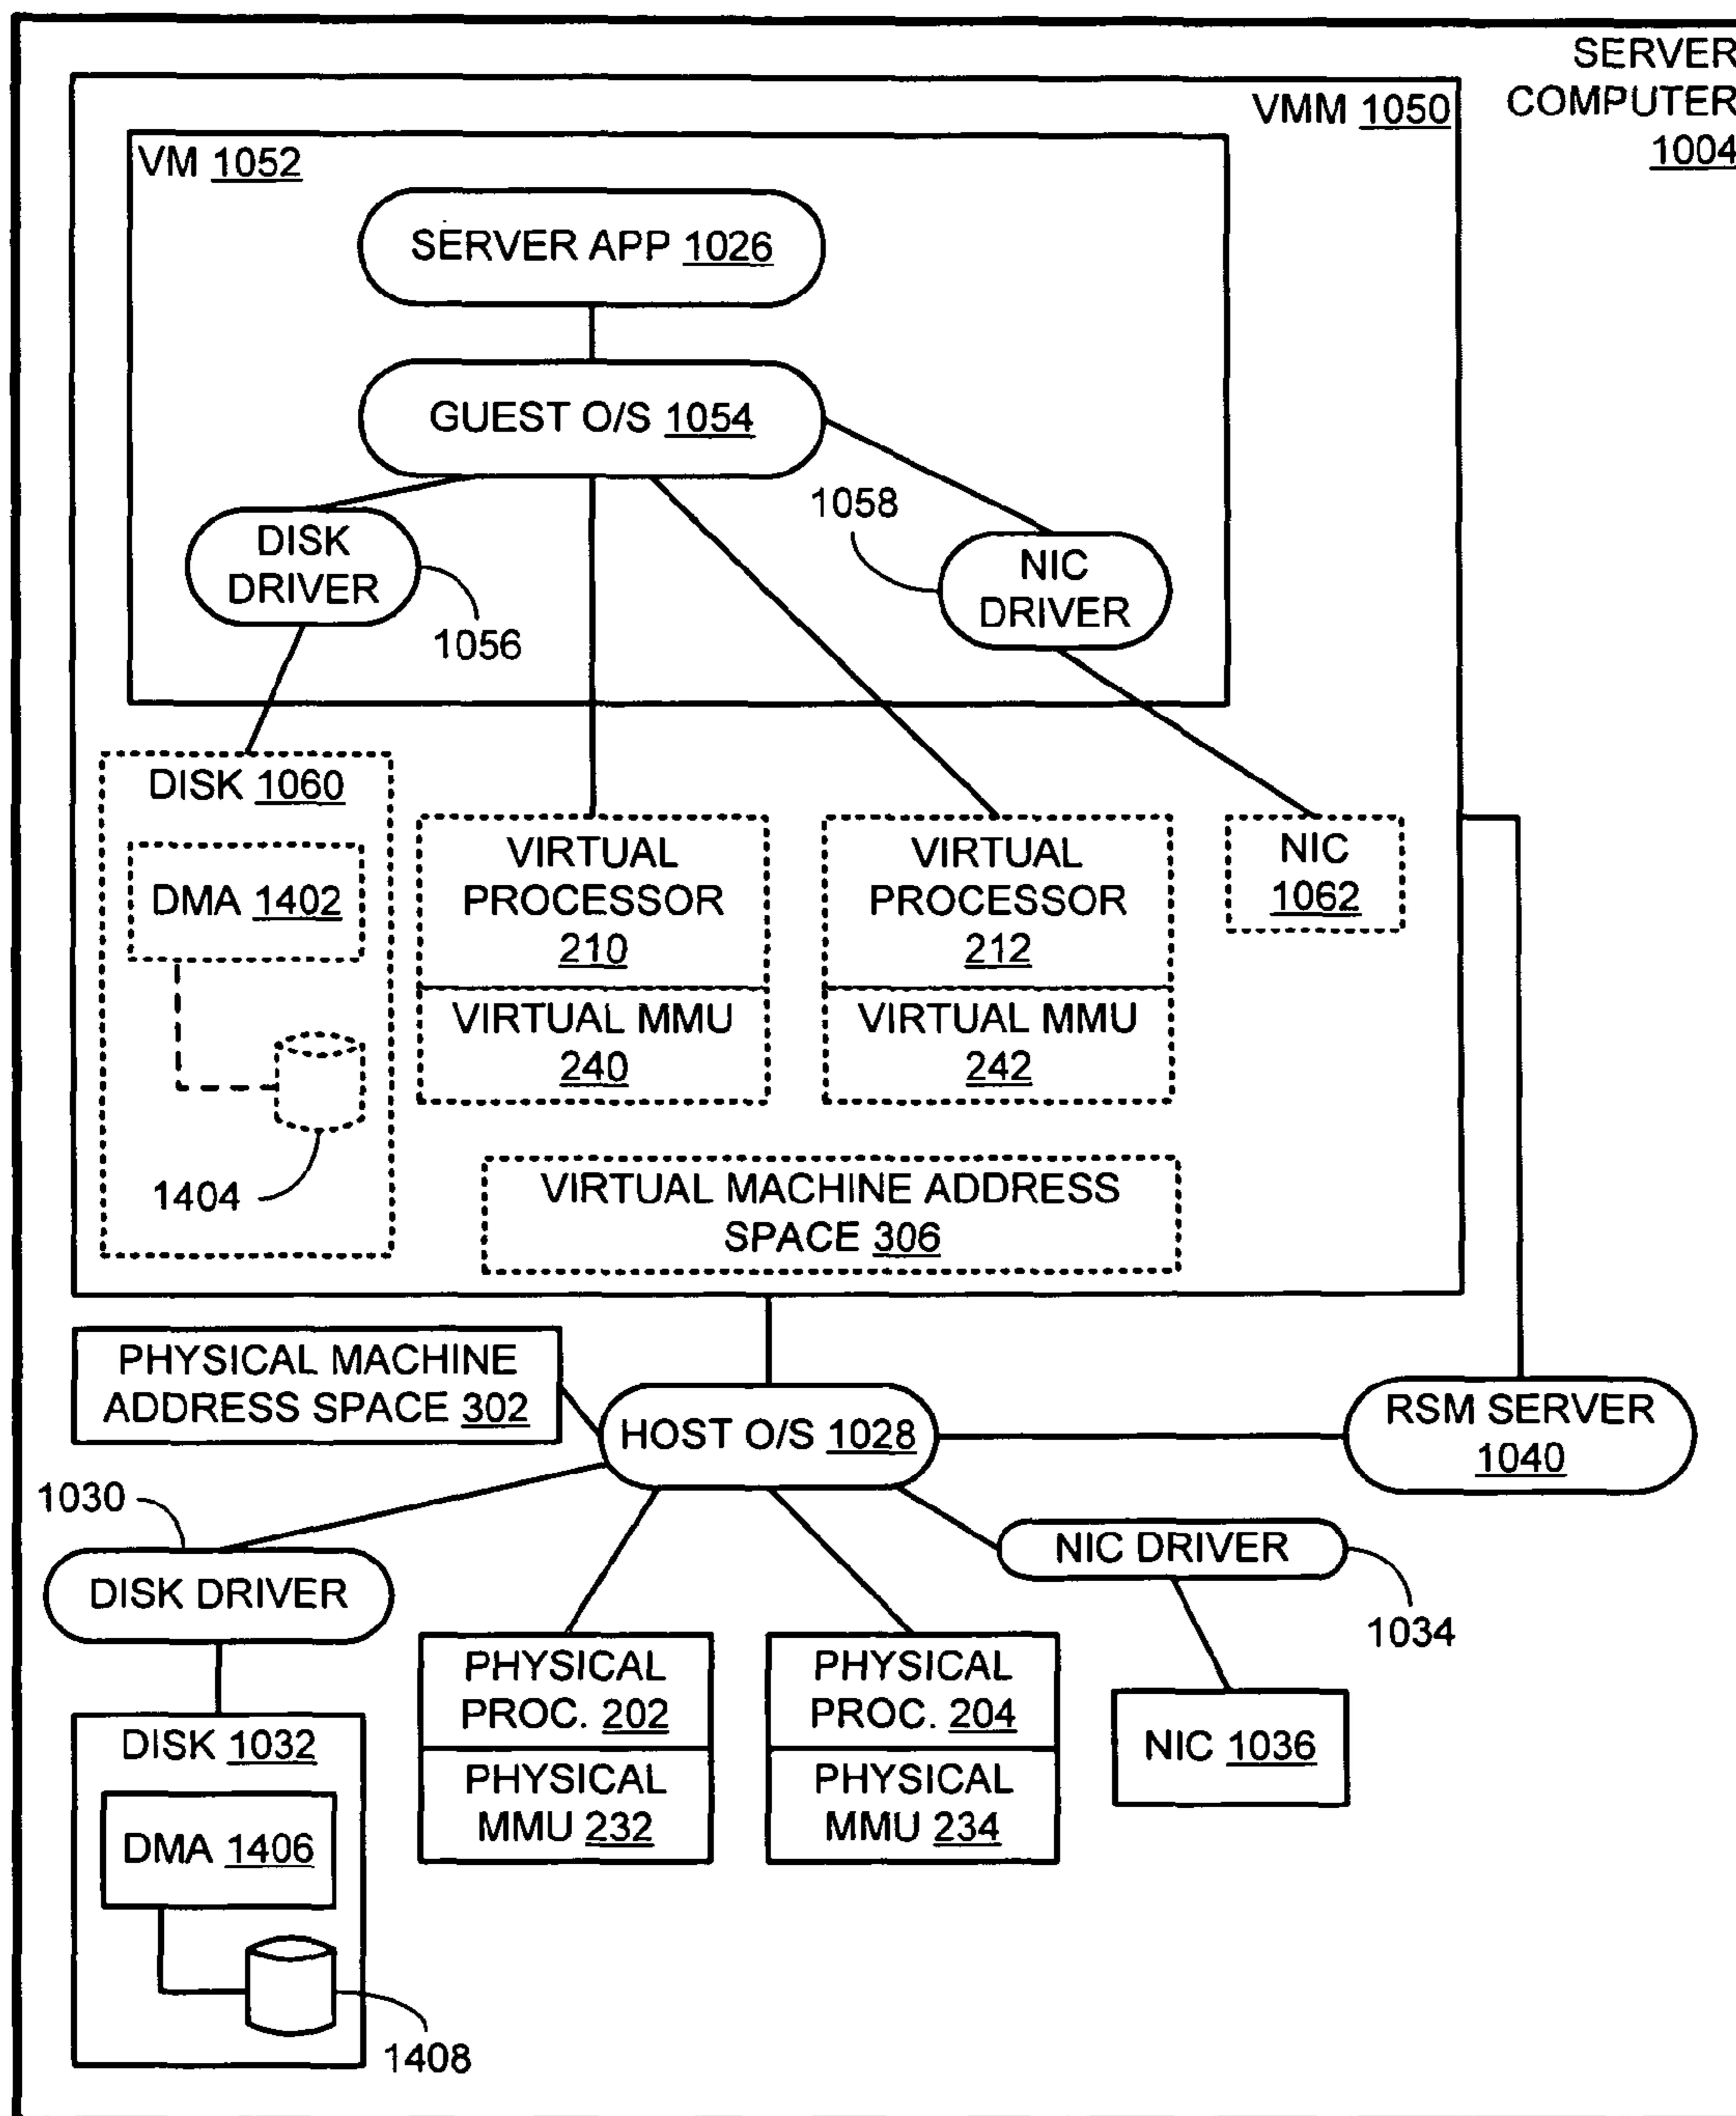 SERVER
COMPUTER
1004
VMM 1050
VM 1052
SERVER APP 1026
GUEST O/S 1054
1058
DISK
DRIVER
NIC
DRIVER
1056
DISK 1060
DMA 1402
1404
VIRTUAL
PROCESSOR
210
VIRTUAL MMU
240
VIRTUAL
PROCESSOR
212
VIRTUAL MMU
242
NIC
1062
VIRTUAL MACHINE ADDRESS
SPACE 306
PHYSICAL MACHINE
ADDRESS SPACE 302
HOST O/S 1028
RSM SERVER
1040
1030
DISK DRIVER
NIC DRIVER
1034
DISK 1032
DMA 1406
1408
PHYSICAL
PROC. 202
PHYSICAL
MMU 232
PHYSICAL
PROC. 204
PHYSICAL
MMU 234
NIC 1036